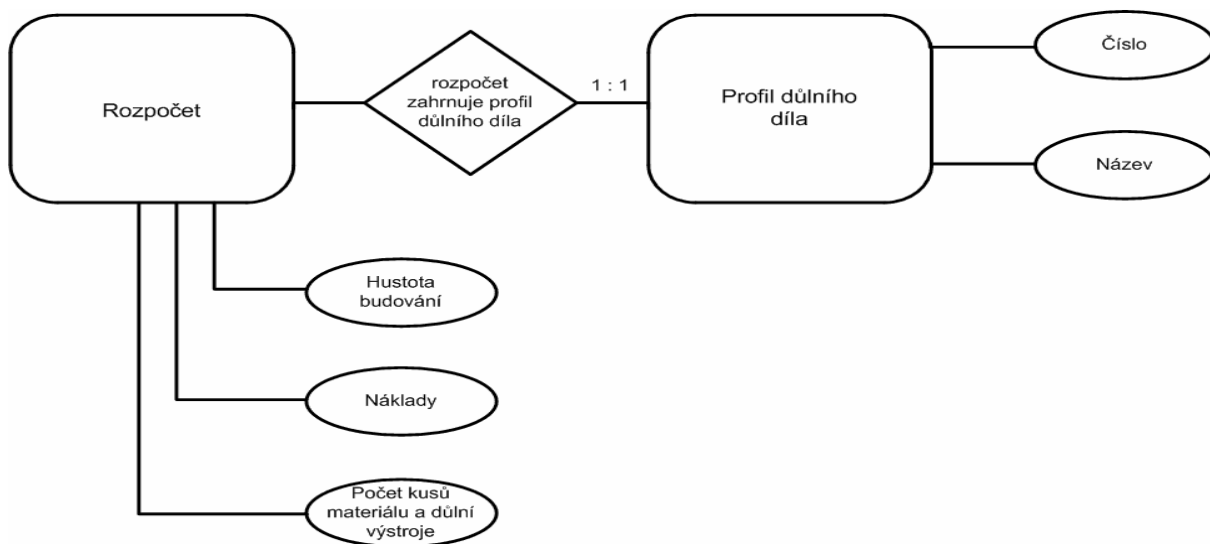 Rozpočet
rozpočet
zahrnuje profil
důlního díla
1 : 1
Profil důlního
díla
Číslo
Název
Hustota
budování
Náklady
Počet kusů
materiálu a důlní
výstroje